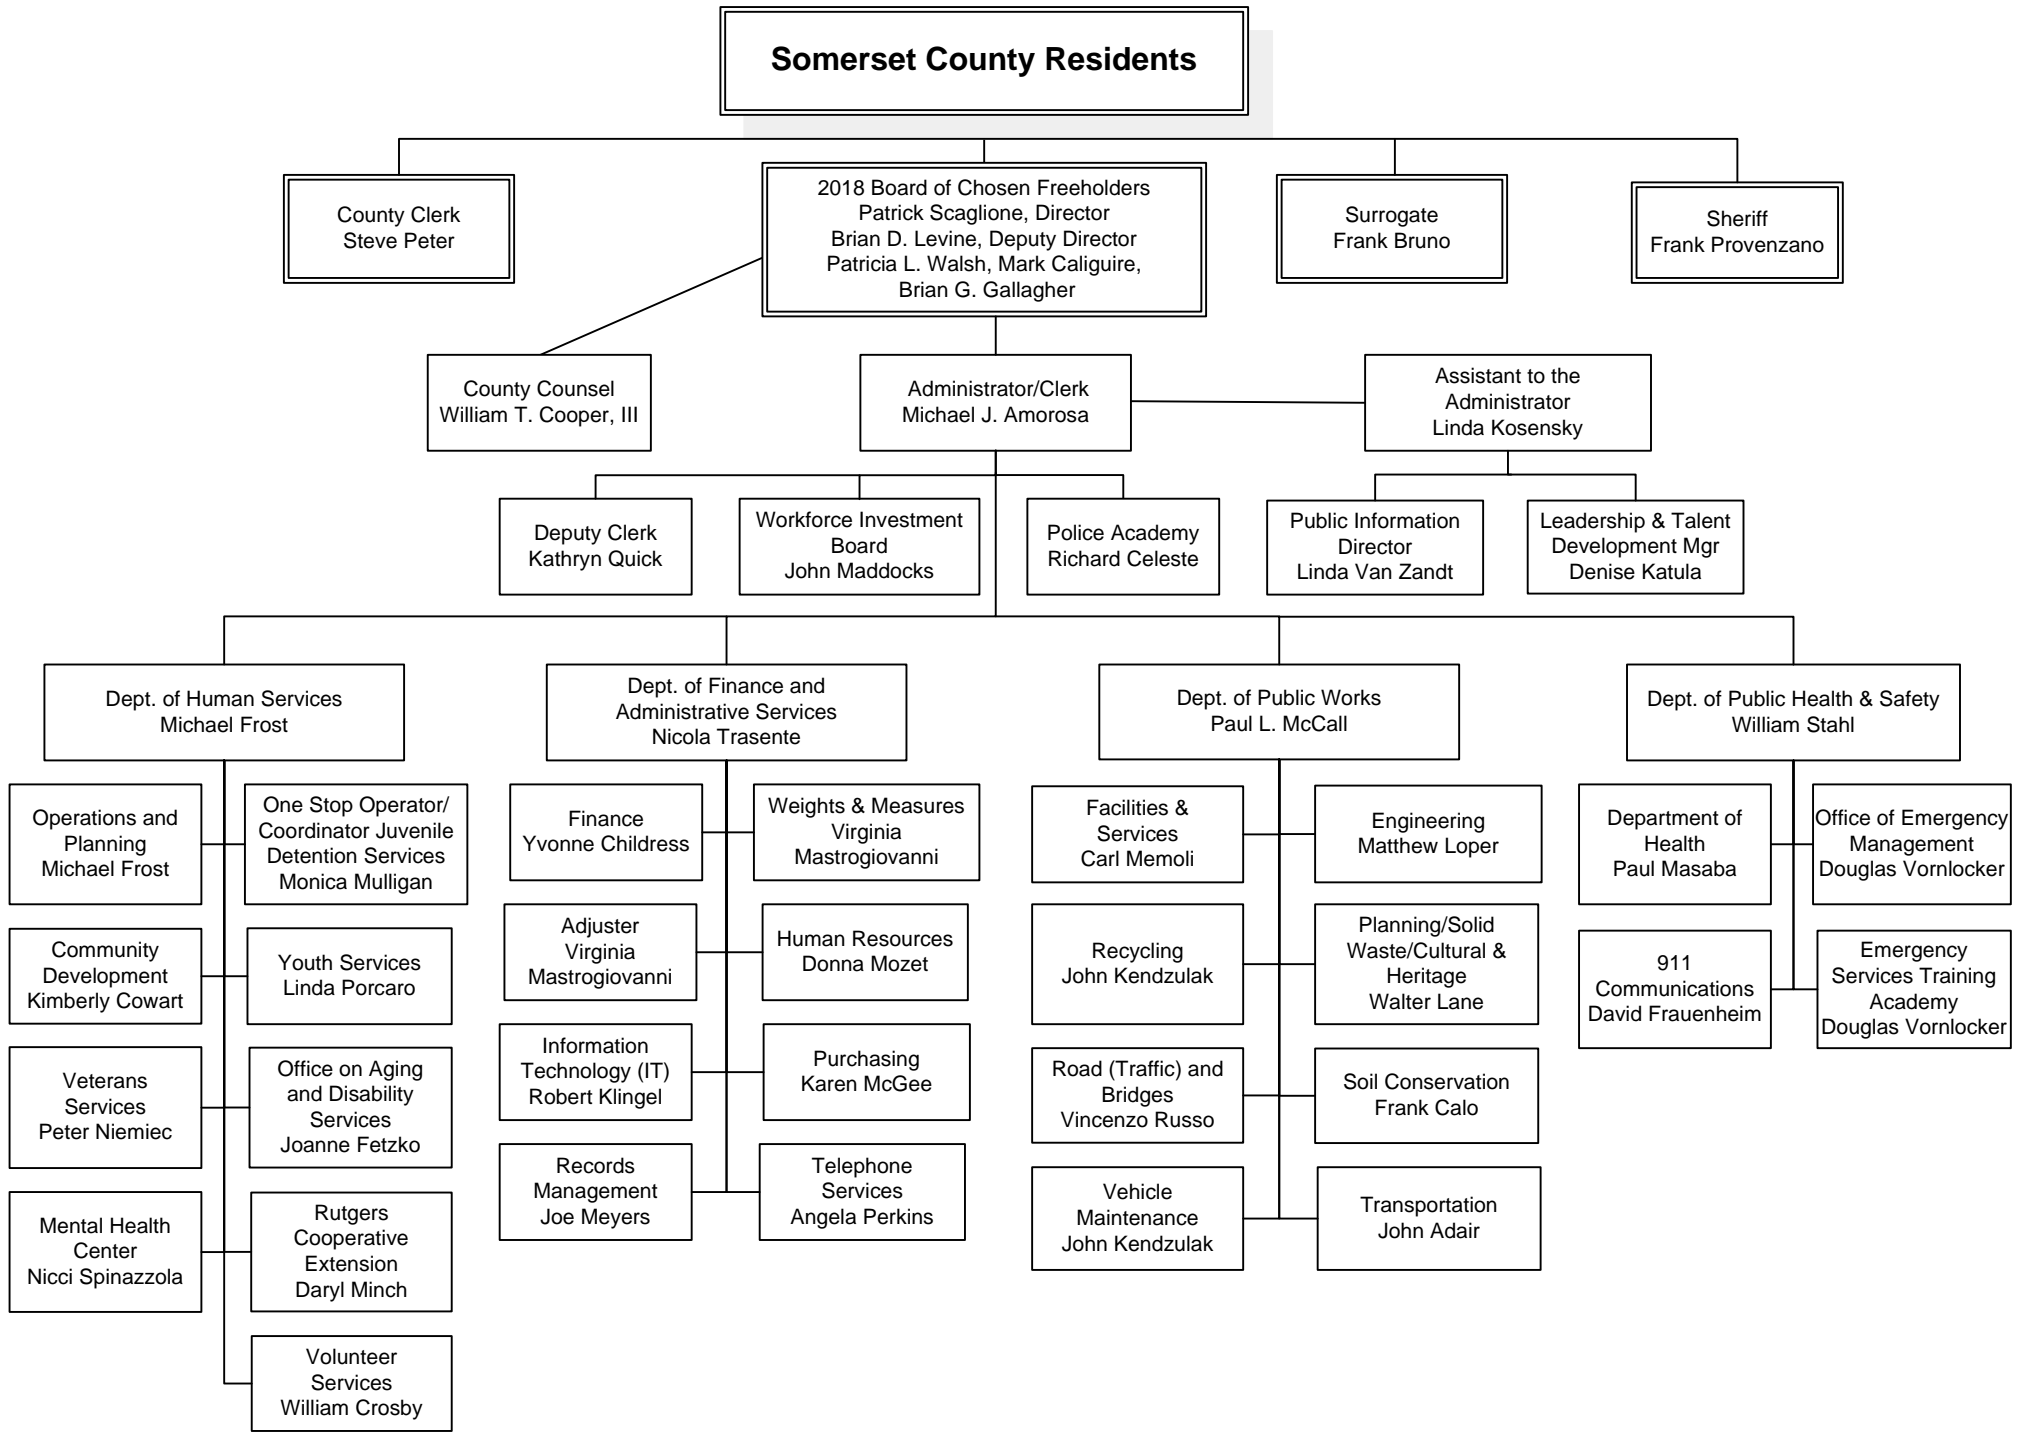 Somerset County Residents
County Clerk
Steve Peter
2018 Board of Chosen Freeholders
Patrick Scaglione, Director
Brian D. Levine, Deputy Director
Patricia L. Walsh, Mark Caliguire,
Brian G. Gallagher
Surrogate
Frank Bruno
Sheriff
Frank Provenzano
County Counsel
William T. Cooper, III
Administrator/Clerk
Michael J. Amorosa
Assistant to the
Administrator
Linda Kosensky
Deputy Clerk
Kathryn Quick
Workforce Investment
Board
John Maddocks
Police Academy
Richard Celeste
Public Information
Director
Linda Van Zandt
Leadership & Talent
Development Mgr
Denise Katula
Dept. of Human Services
Michael Frost
Dept. of Finance and
Administrative Services
Nicola Trasente
Dept. of Public Works
Paul L. McCall
Dept. of Public Health & Safety
William Stahl
Operations and
Planning
Michael Frost
One Stop Operator/
Coordinator Juvenile
Detention Services
Monica Mulligan
Community
Development
Kimberly Cowart
Youth Services
Linda Porcaro
Veterans
Services
Peter Niemiec
Office on Aging
and Disability
Services
Joanne Fetzko
Mental Health
Center
Nicci Spinazzola
Rutgers
Cooperative
Extension
Daryl Minch
Volunteer
Services
William Crosby
Finance
Yvonne Childress
Weights & Measures
Virginia
Mastrogiovanni
Adjuster
Virginia
Mastrogiovanni
Human Resources
Donna Mozet
Information
Technology (IT)
Robert Klingel
Purchasing
Karen McGee
Records
Management
Joe Meyers
Telephone
Services
Angela Perkins
Facilities &
Services
Carl Memoli
Engineering
Matthew Loper
Recycling
John Kendzulak
Planning/Solid
Waste/Cultural &
Heritage
Walter Lane
Road (Traffic) and
Bridges
Vincenzo Russo
Soil Conservation
Frank Calo
Vehicle
Maintenance
John Kendzulak
Transportation
John Adair
Department of
Health
Paul Masaba
Office of Emergency
Management
Douglas Vornlocker
911
Communications
David Frauenheim
Emergency
Services Training
Academy
Douglas Vornlocker